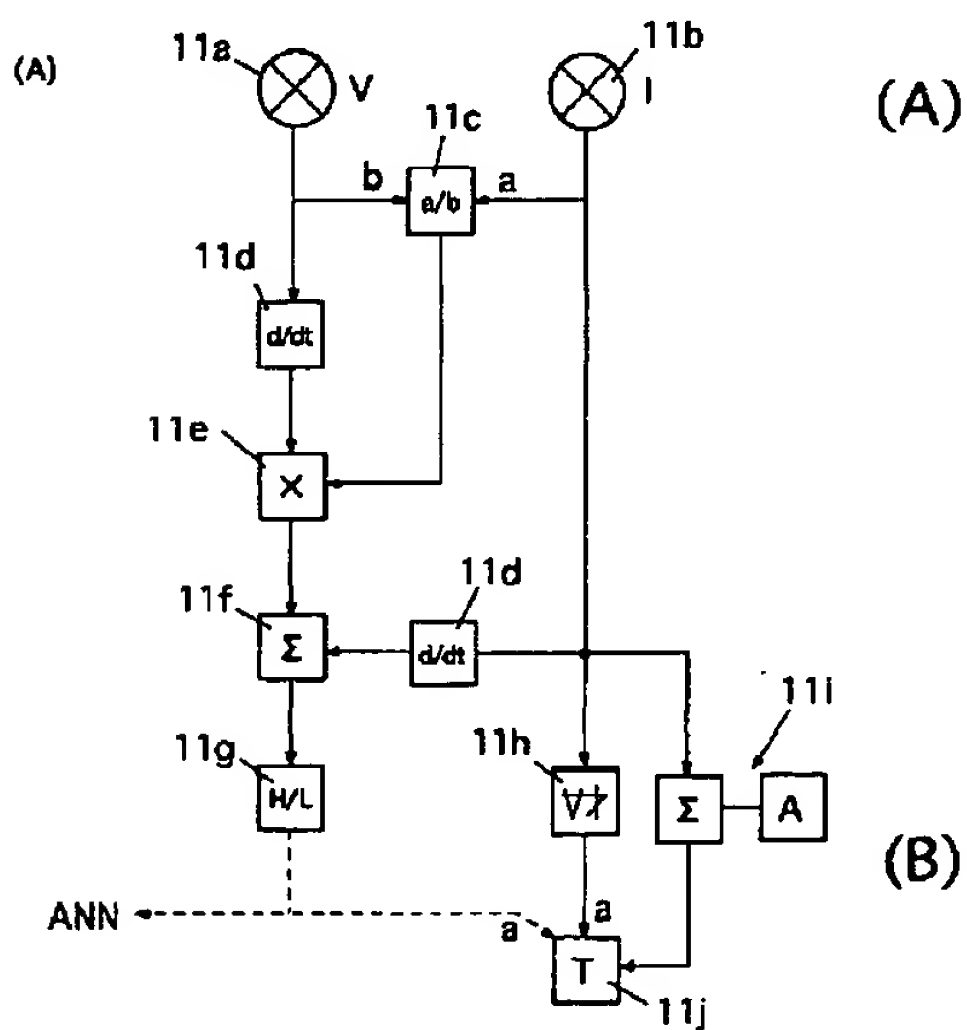 (A)
11a
V
11b
I
(A)
11c
b
a/b
a
11d
d/dt
11e
X
11f
Σ
11d
d/dt
11g
H/L
11h
11i
Σ
A
(B)
ANN
a
a
T
11j